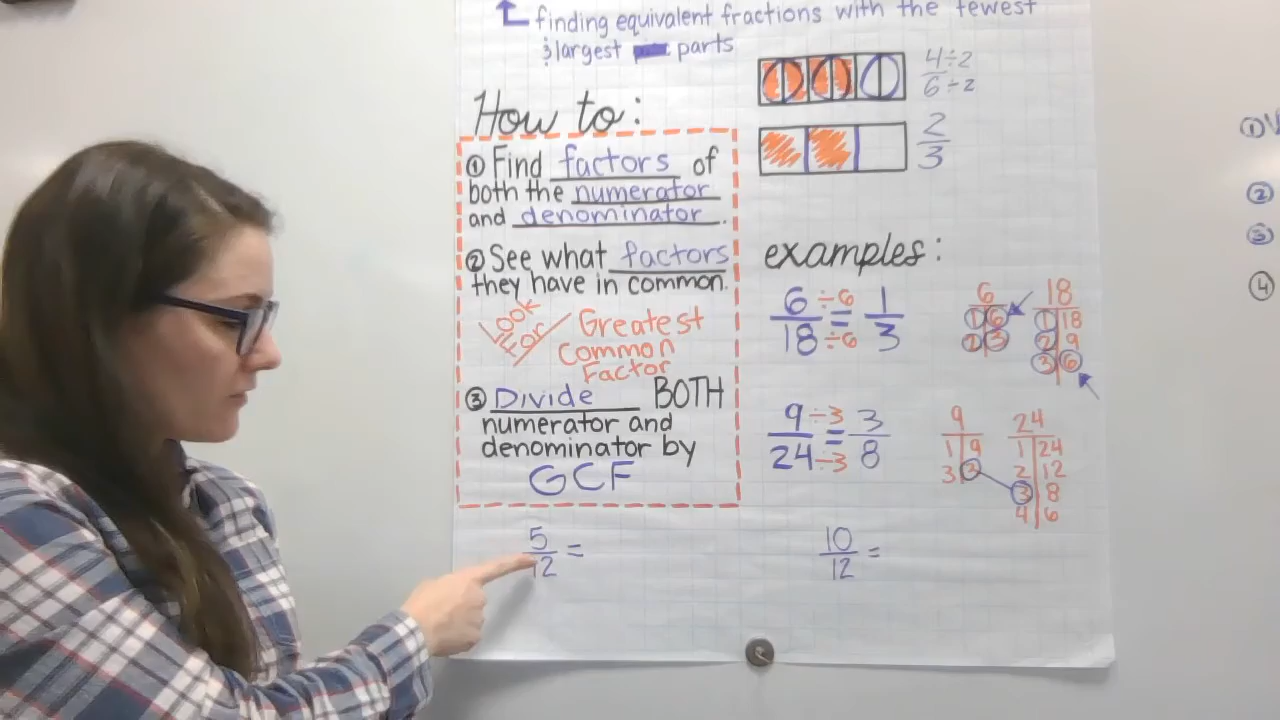 finding equivalent fractions with the fewest
& largest parts
4÷2
6÷2
2
3
How to:
① Find factors of
both the numerator
and denominator.
② See what factors
they have in common.
Look For
Greatest
Common
Factor
③ Divide BOTH
numerator and
denominator by
GCF
examples:
6 ÷6 = 1
18 ÷6 3
6
1 6
2 3
18
1 18
2 9
3 6
9 ÷3 = 3
24 ÷3 8
9
1 9
3 3
24
1 24
2 12
3 8
4 6
5
12 =
10
12 =
①
②
③
④